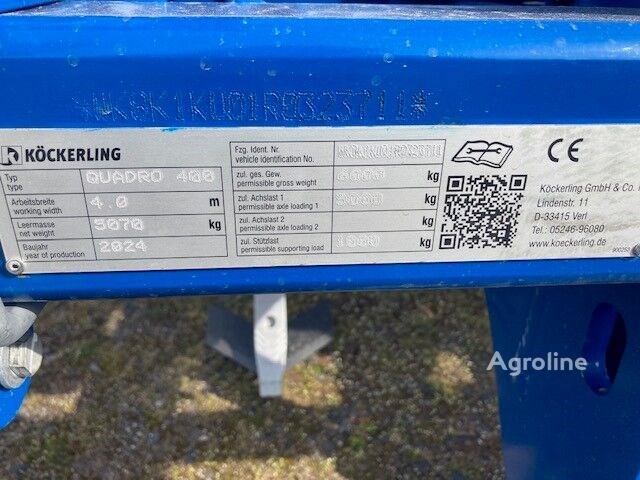 KÖCKERLING
Typ
type
QUADRO 400
Arbeitsbreite
working width
4.0 m
Leermasse
net weight
5070 kg
Baujahr
year of production
2024
Fzg. Ident. Nr.
vehicle identification No.
zul. ges. Gew.
permissible gross weight
kg
zul. Achslast 1
permissible axle loading 1
kg
zul. Achslast 2
permissible axle loading 2
kg
zul. Stützlast
permissible supporting load
kg
CE
Köckerling GmbH & Co.
Lindenstr. 11
D-33415 Verl
Tel.: 05246-96080
www.koeckerling.de
Agroline